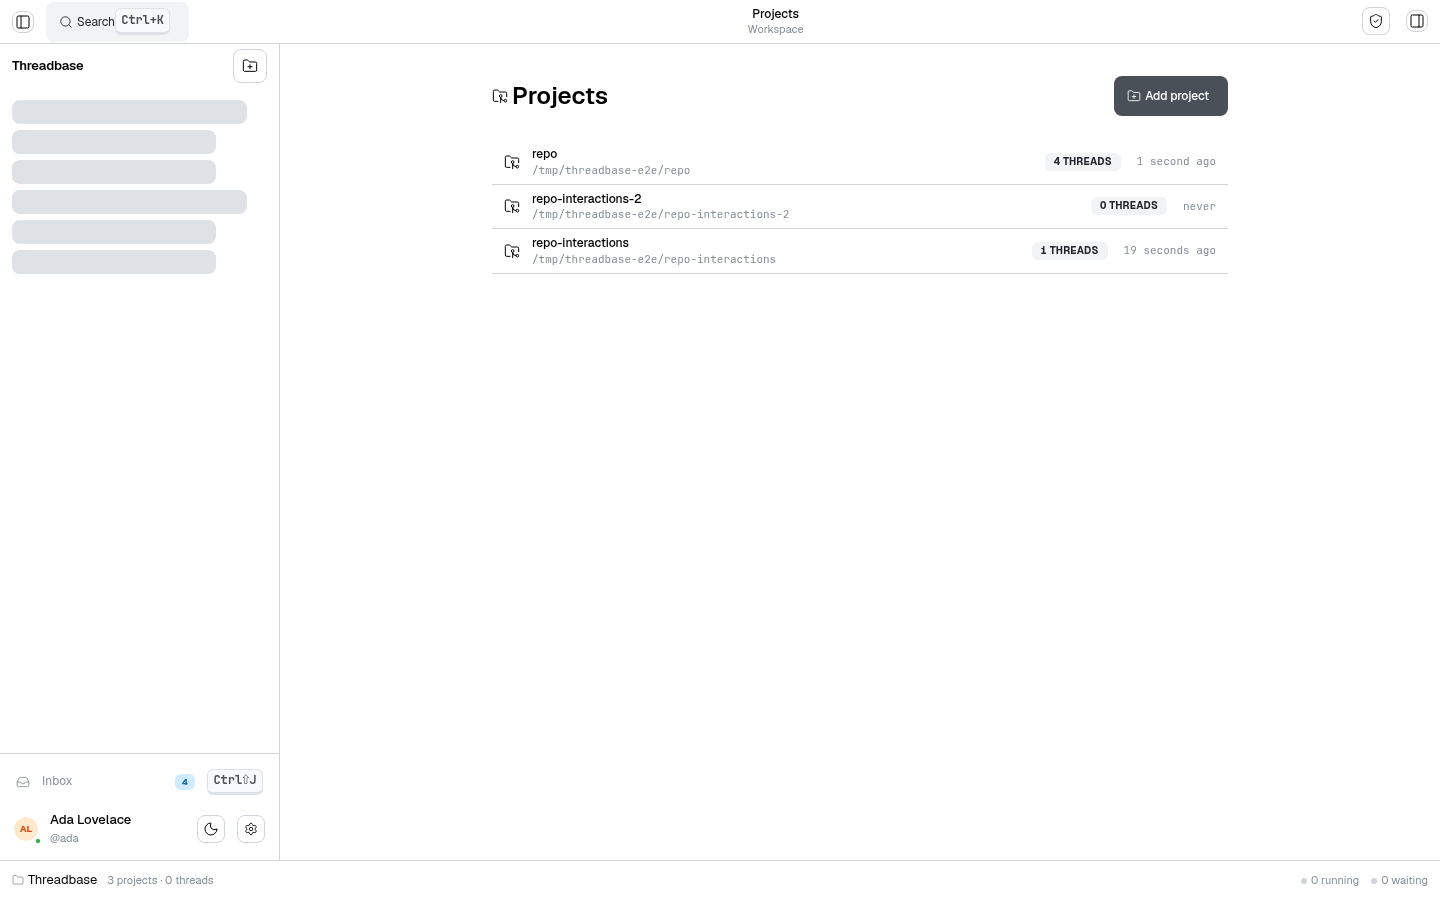 Search Ctrl+K
Projects
Workspace
Threadbase
Projects
Add project
repo
/tmp/threadbase-e2e/repo
4 THREADS 1 second ago
repo-interactions-2
/tmp/threadbase-e2e/repo-interactions-2
0 THREADS never
repo-interactions
/tmp/threadbase-e2e/repo-interactions
1 THREADS 19 seconds ago
Inbox 4 Ctrl⇧J
AL Ada Lovelace
@ada
Threadbase 3 projects · 0 threads
0 running 0 waiting